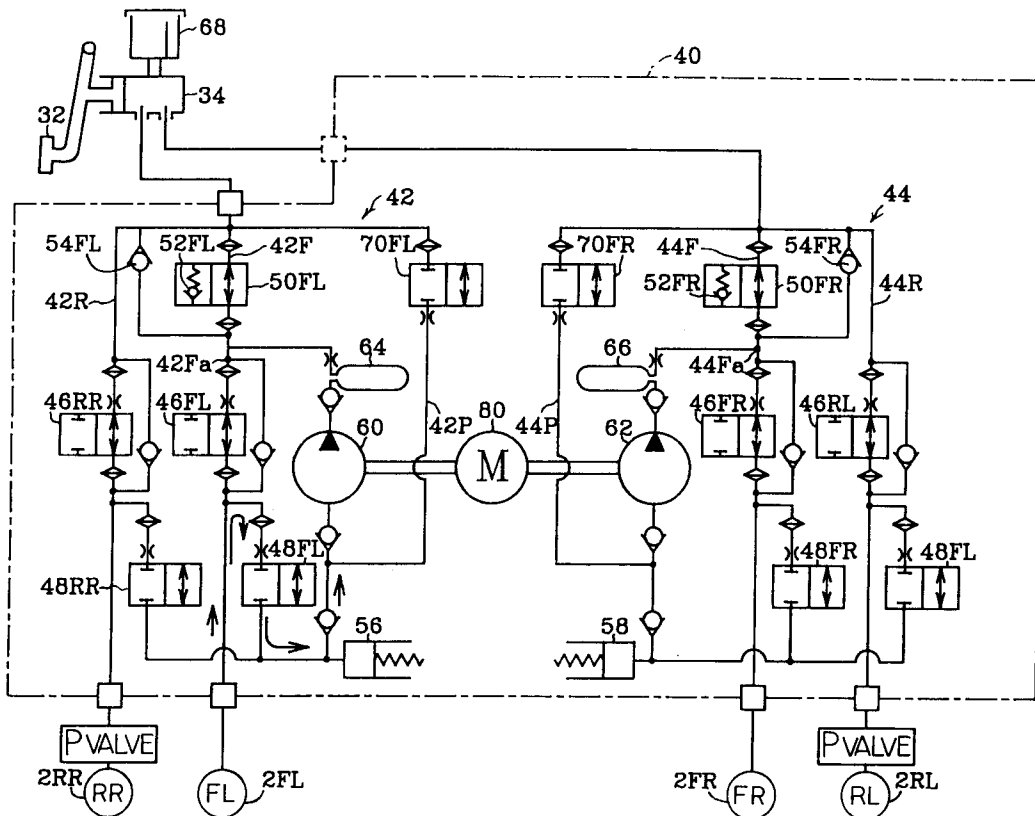 68
40
32
34
42
44
54FL
52FL
42F
70FL
70FR
44F
54FR
50FL
52FR
50FR
42R
44R
64
66
42Fa
44Fa
46RR
46FL
60
42P
80
44P
62
46FR
46RL
M
48FL
48FR
48FL
48RR
56
58
PVALVE
PVALVE
2RR
RR
FL
2FL
2FR
FR
RL
2RL